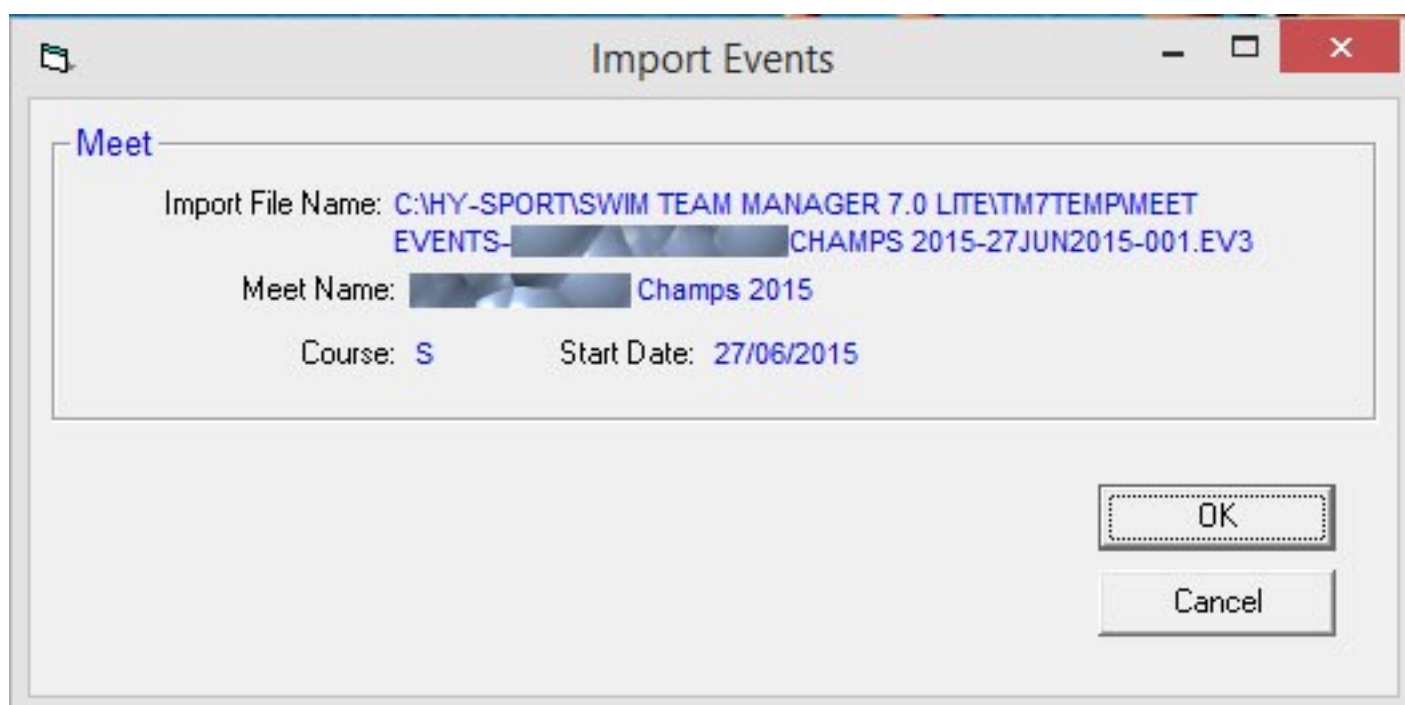 Import Events
Meet
Import File Name: C:\HY-SPORT\SWIM TEAM MANAGER 7.0 LITE\TM7TEMP\MEET
EVENTS- CHAMPS 2015-27JUN2015-001.EV3
Meet Name: Champs 2015
Course: S Start Date: 27/06/2015
OK
Cancel